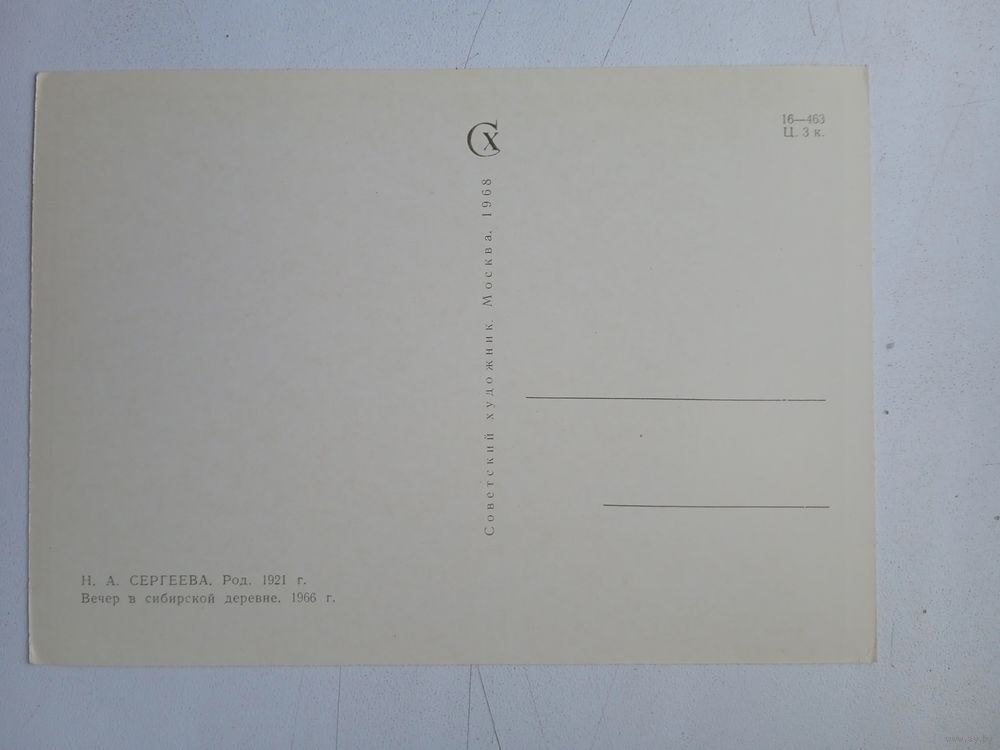 Сх
16—463
Ц. 3 к.
Советский художник. Москва. 1968
Н. А. СЕРГЕЕВА. Род. 1921 г.
Вечер в сибирской деревне. 1966 г.